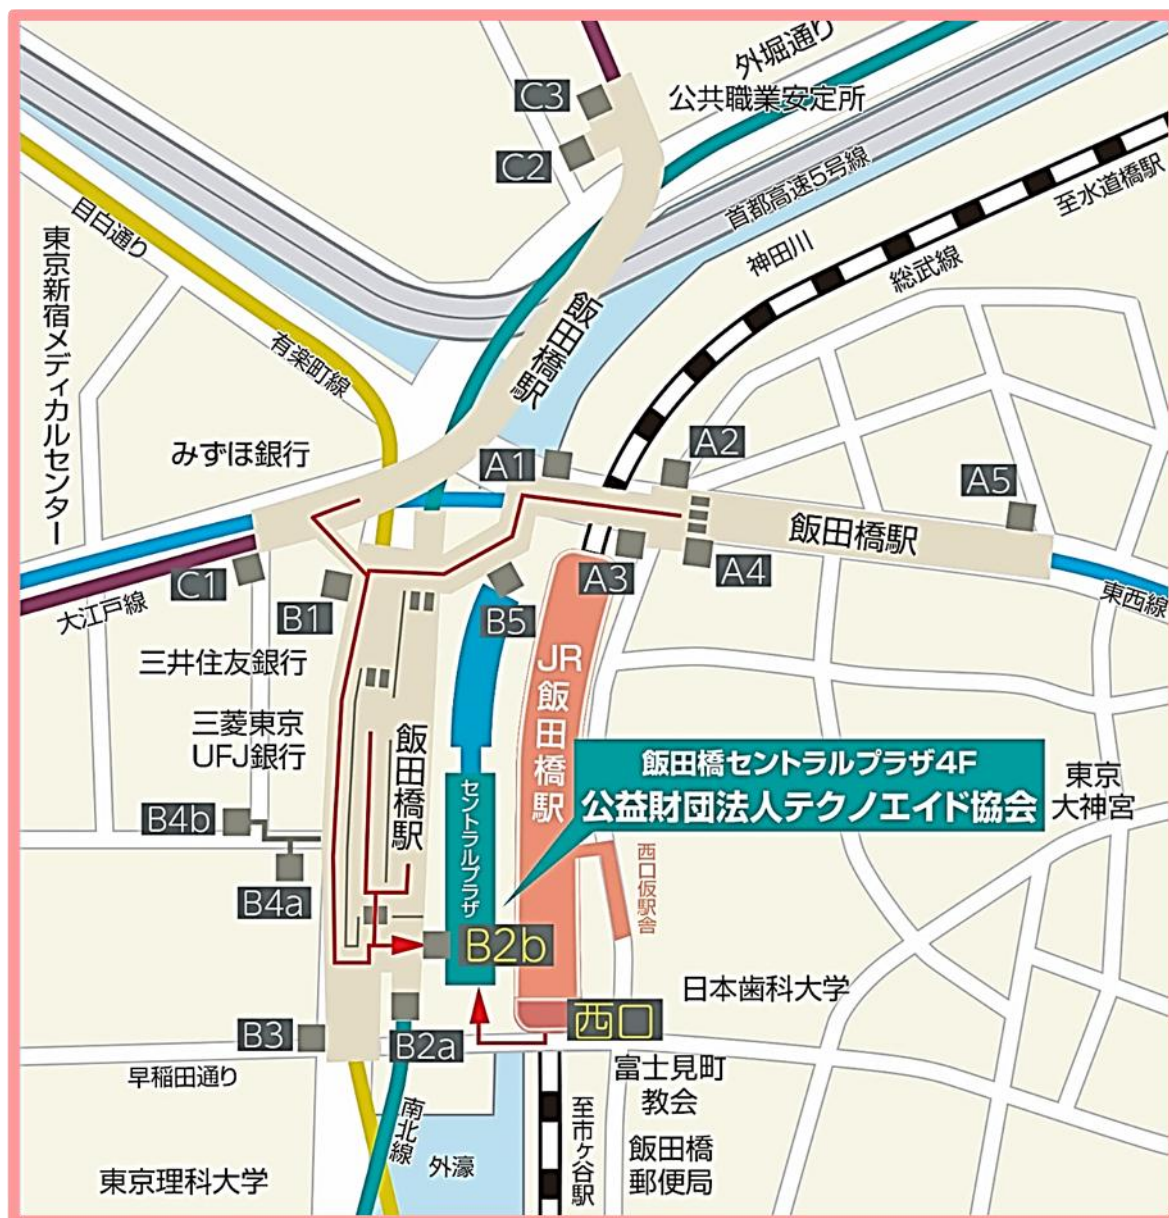 外堀通り
C3
公共職業安定所
C2
首都高速5号線
至水道橋駅
目白通り
神田川
総武線
東京新宿メディカルセンター
有楽町線
飯田橋駅
みずほ銀行
A1
A2
A5
飯田橋駅
C1
大江戸線
B1
B5
A3
A4
東西線
三井住友銀行
JR飯田橋駅
三菱東京
UFJ銀行
飯田橋駅
飯田橋セントラルプラザ4F
公益財団法人テクノエイド協会
東京
大神宮
セントラルプラザ
B4b
B4a
西口仮駅舎
B2b
日本歯科大学
西口
B3
B2a
早稲田通り
富士見町
教会
南北線
至市ヶ谷駅
外濠
飯田橋
郵便局
東京理科大学